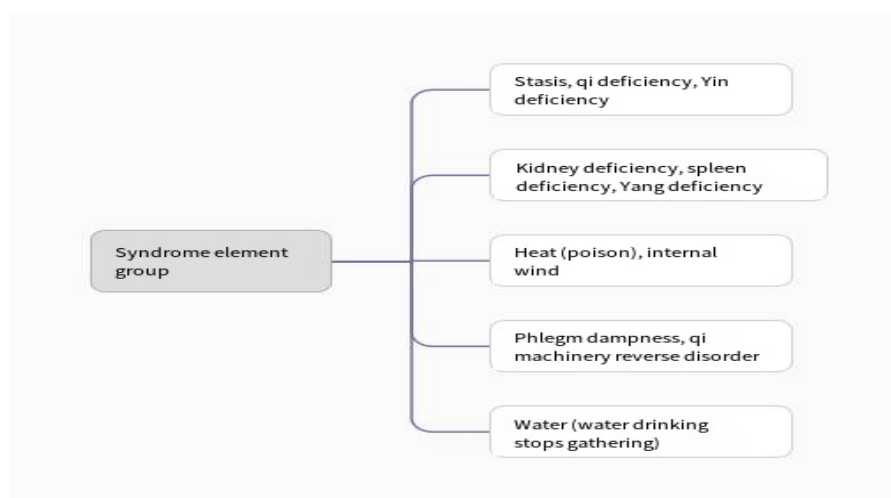 Stasis, qi deficiency, Yin
deficiency
Kidney deficiency, spleen
deficiency, Yang deficiency
Syndrome element
group
Heat (poison), internal
wind
Phlegm dampness, qi
machinery reverse disorder
Water (water drinking
stops gathering)